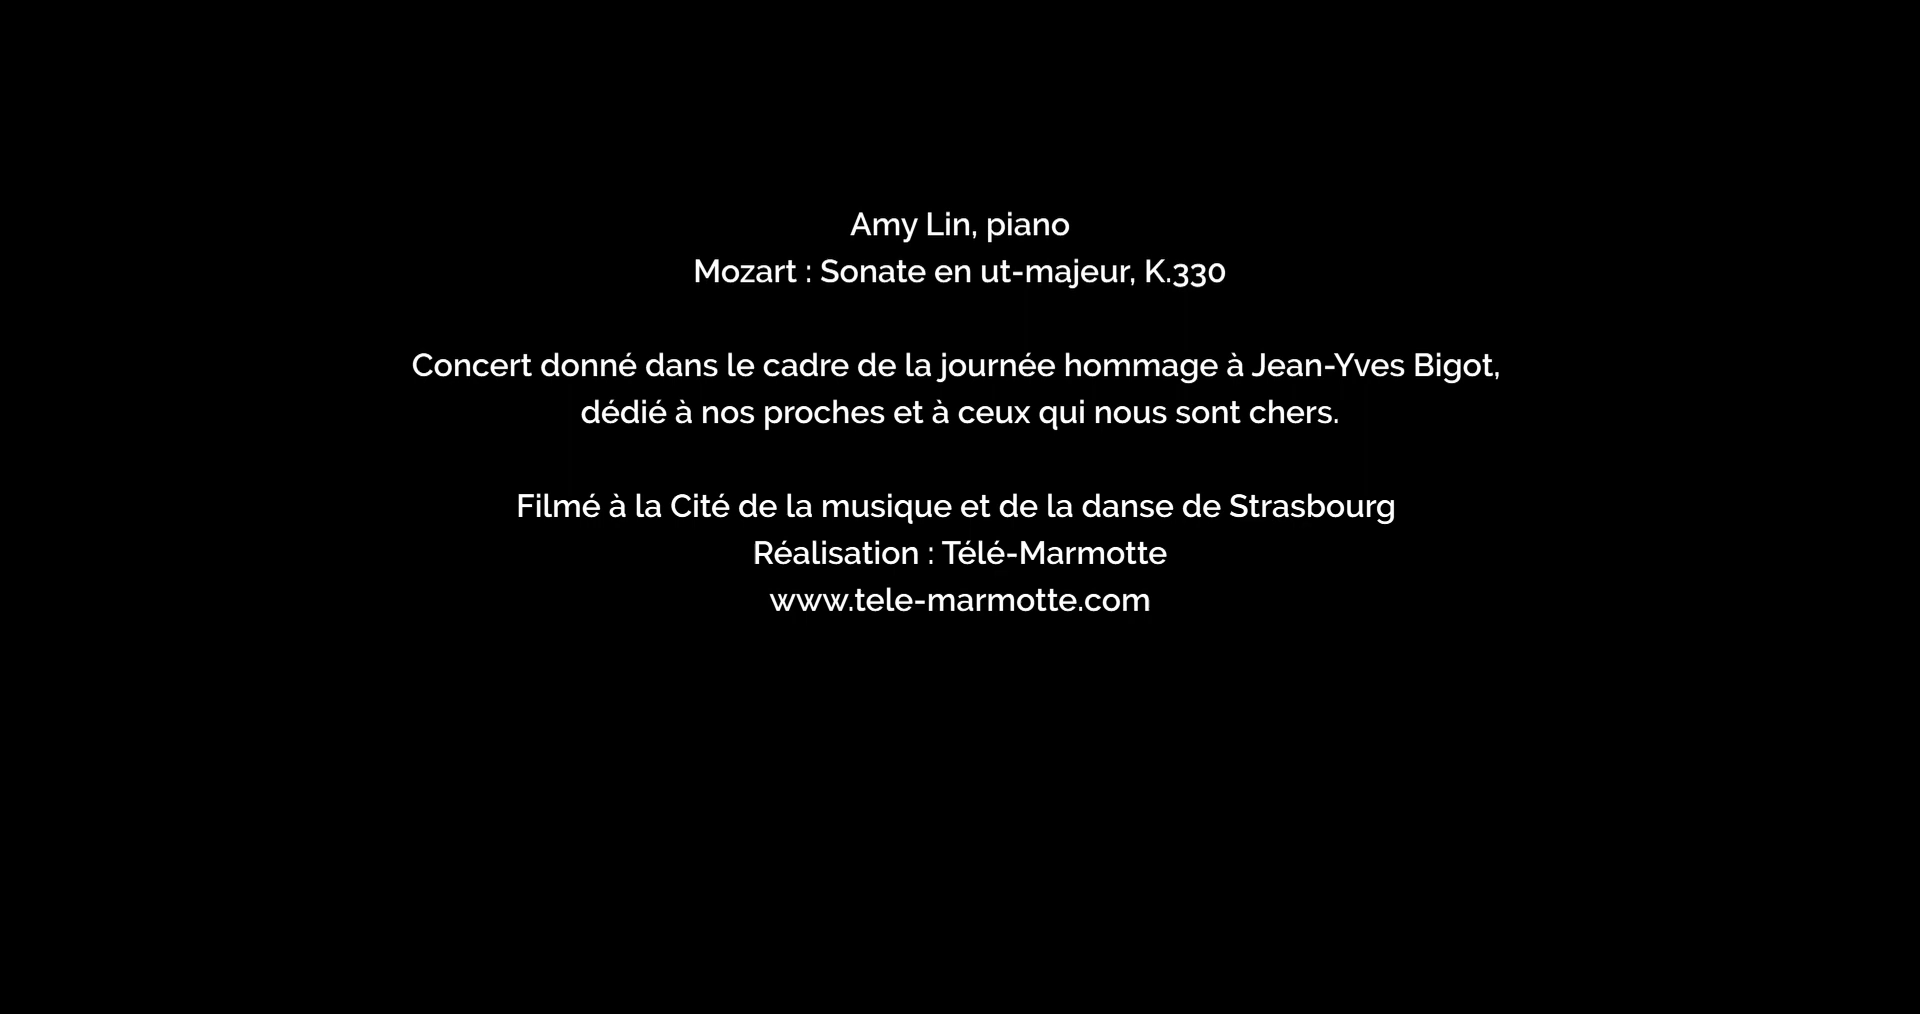 Amy Lin, piano
Mozart : Sonate en ut-majeur, K.330
Concert donné dans le cadre de la journée hommage à Jean-Yves Bigot,
dédié à nos proches et à ceux qui nous sont chers.
Filmé à la Cité de la musique et de la danse de Strasbourg
Réalisation : Télé-Marmotte
www.tele-marmotte.com